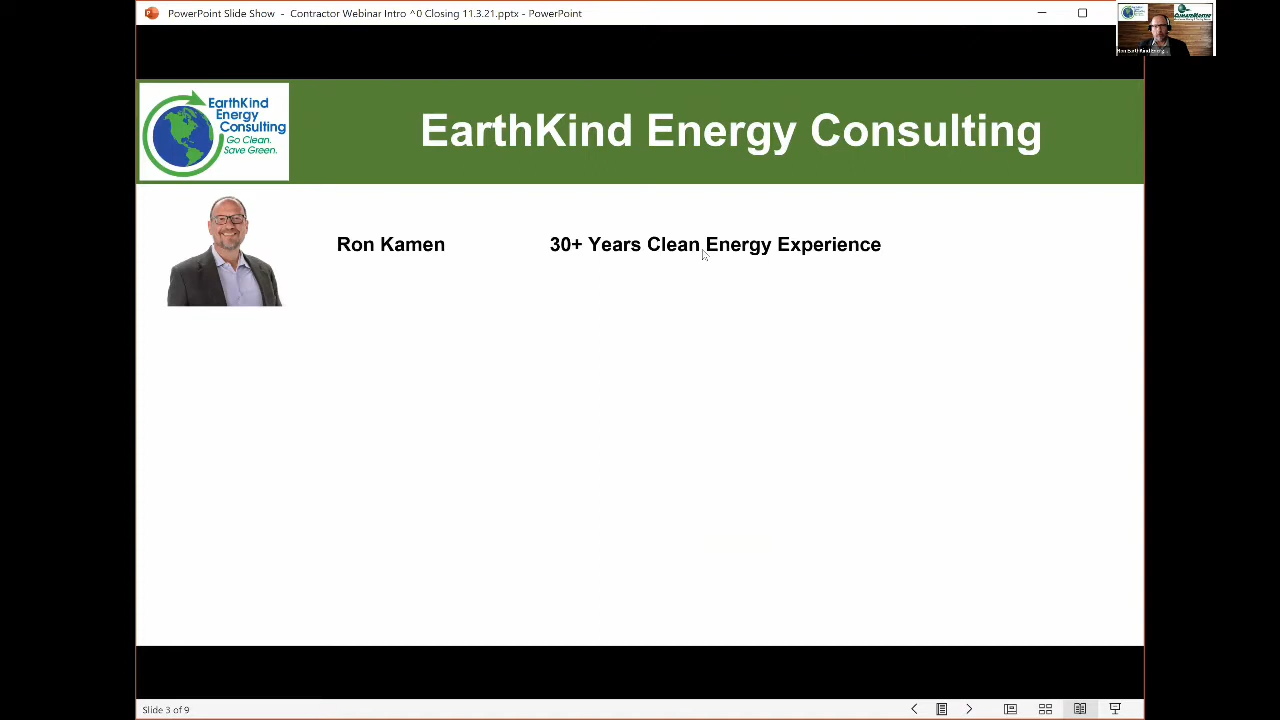 PowerPoint Slide Show - Contractor Webinar Intro ^0 Closing 11.3.21.pptx - PowerPoint
EarthKind
Energy
Consulting
Go Clean.
Save Green.
EarthKind Energy Consulting
Ron Kamen
30+ Years Clean Energy Experience
Slide 3 of 9